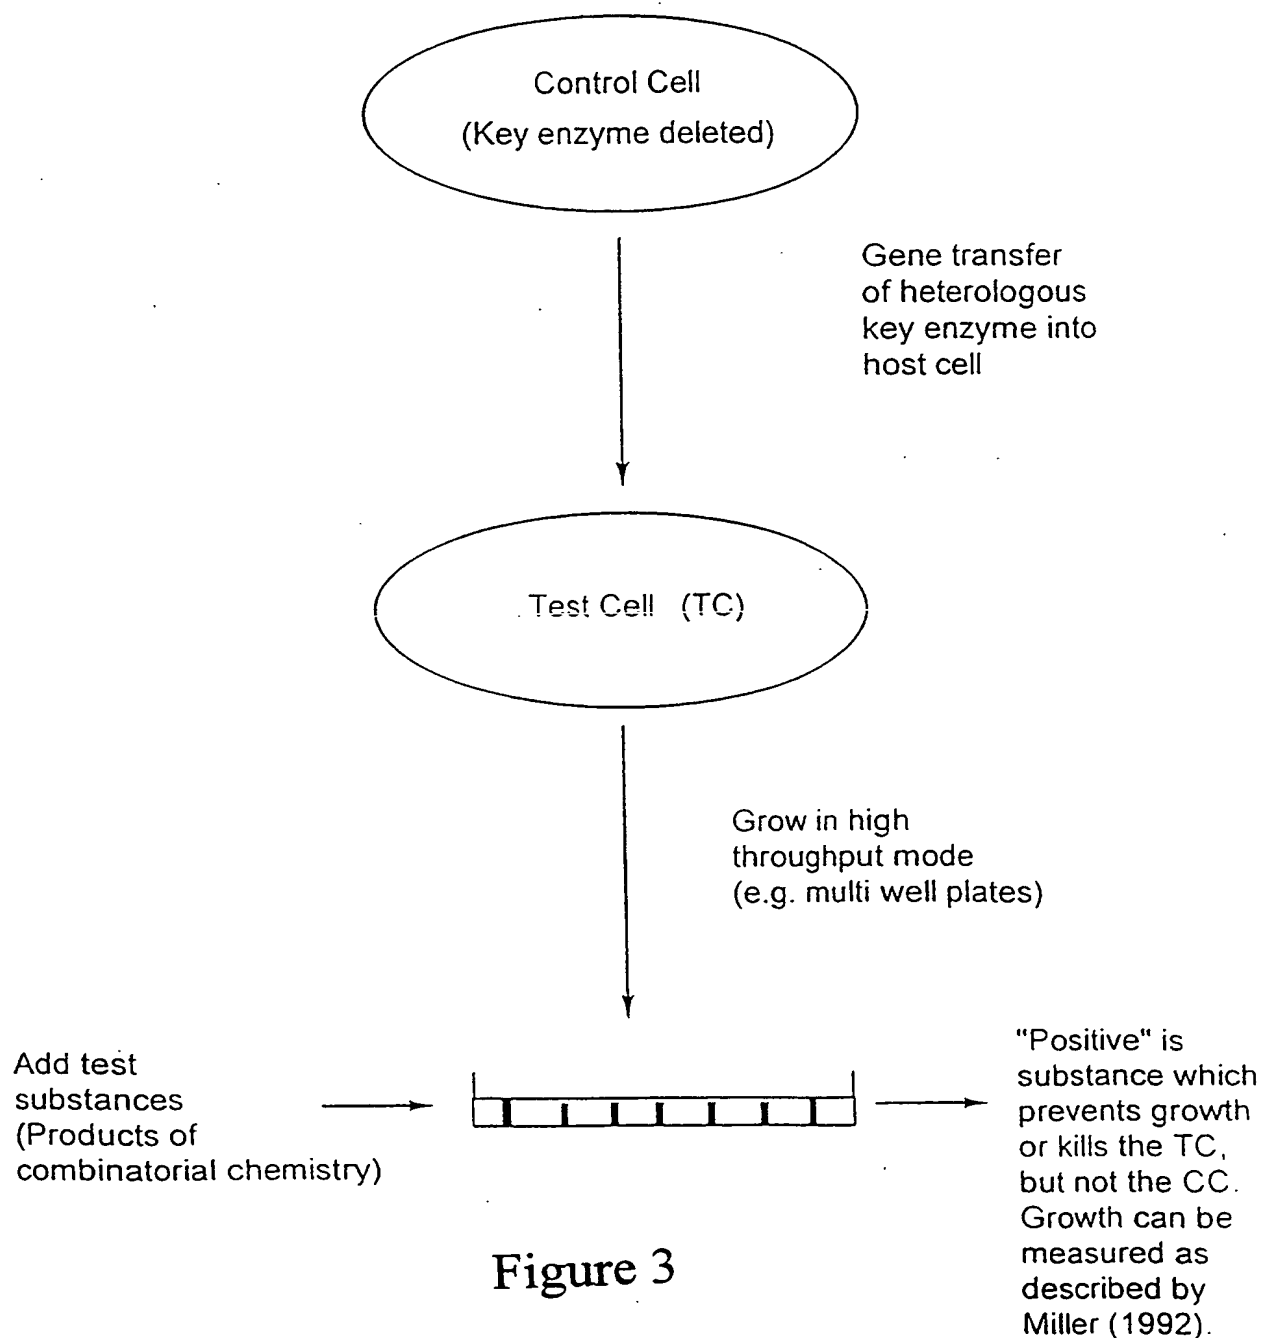 Control Cell
(Key enzyme deleted)
Gene transfer
of heterologous
key enzyme into
host cell
Test Cell (TC)
Grow in high
throughput mode
(e.g. multi well plates)
Add test
substances
(Products of
combinatorial chemistry)
"Positive" is
substance which
prevents growth
or kills the TC,
but not the CC.
Growth can be
measured as
described by
Miller (1992).
Figure 3